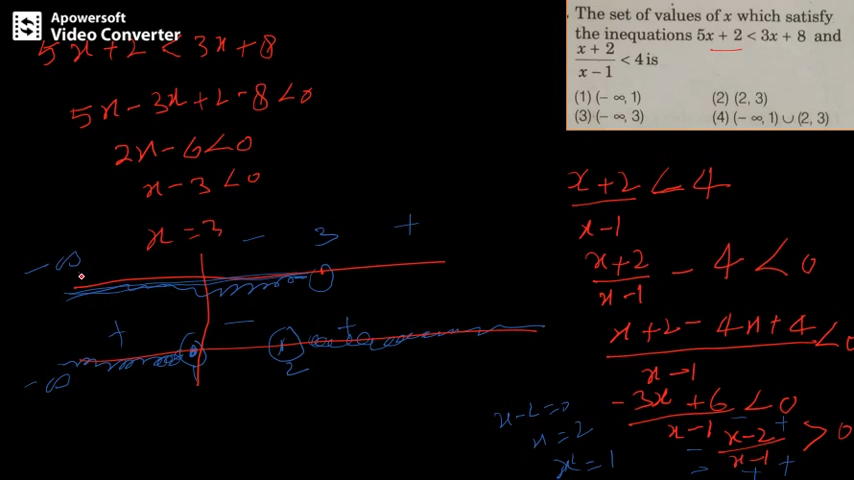 Apowersoft
Video Converter
5x + 2 < 3x + 8
5x - 3x + 2 - 8 < 0
2x - 6 < 0
x - 3 < 0
x = 3
- 3 +
-∞
+ -
-∞ 2
The set of values of x which satisfy
the inequations 5x + 2 < 3x + 8 and
x + 2
x − 1
< 4 is
(1) (− ∞, 1) (2) (2, 3)
(3) (− ∞, 3) (4) (− ∞, 1) ∪ (2, 3)
x+2 < 4
x-1
x+2 - 4 < 0
x-1
x+2 - 4x + 4 < 0
x-1
-3x + 6 < 0
x-1
x-2 > 0
x-1
x-2=0
x=2
x=1